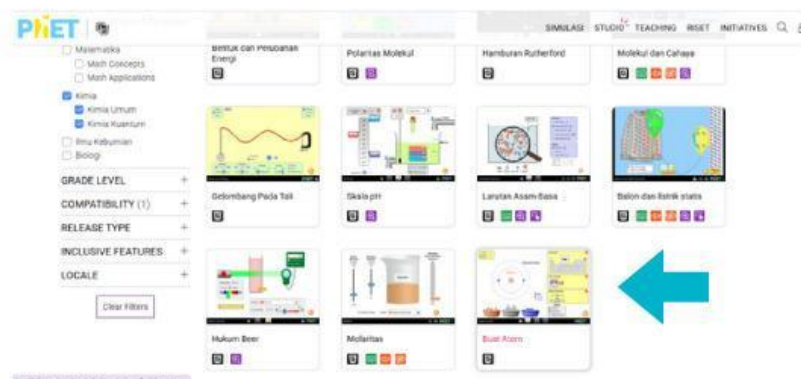 PhET
SIMULASI STUDIO TEACHING RISET INITIATIVES
Matematika
Math Concepts
Math Applications
Kimia
Kimia Umum
Kimia Kuantum
Ilmu Kebumian
Biologi
GRADE LEVEL +
COMPATIBILITY (1) +
RELEASE TYPE +
INCLUSIVE FEATURES +
LOCALE +
Clear Filters
Bentuk dan Perubahan
Energi
Polaritas Molekul
Hamburan Rutherford
Molekul dan Cahaya
Gelombang Pada Tali
Skala pH
Larutan Asam-Basa
Balon dan listrik statis
Hukum Beer
Molaritas
Buat Atom